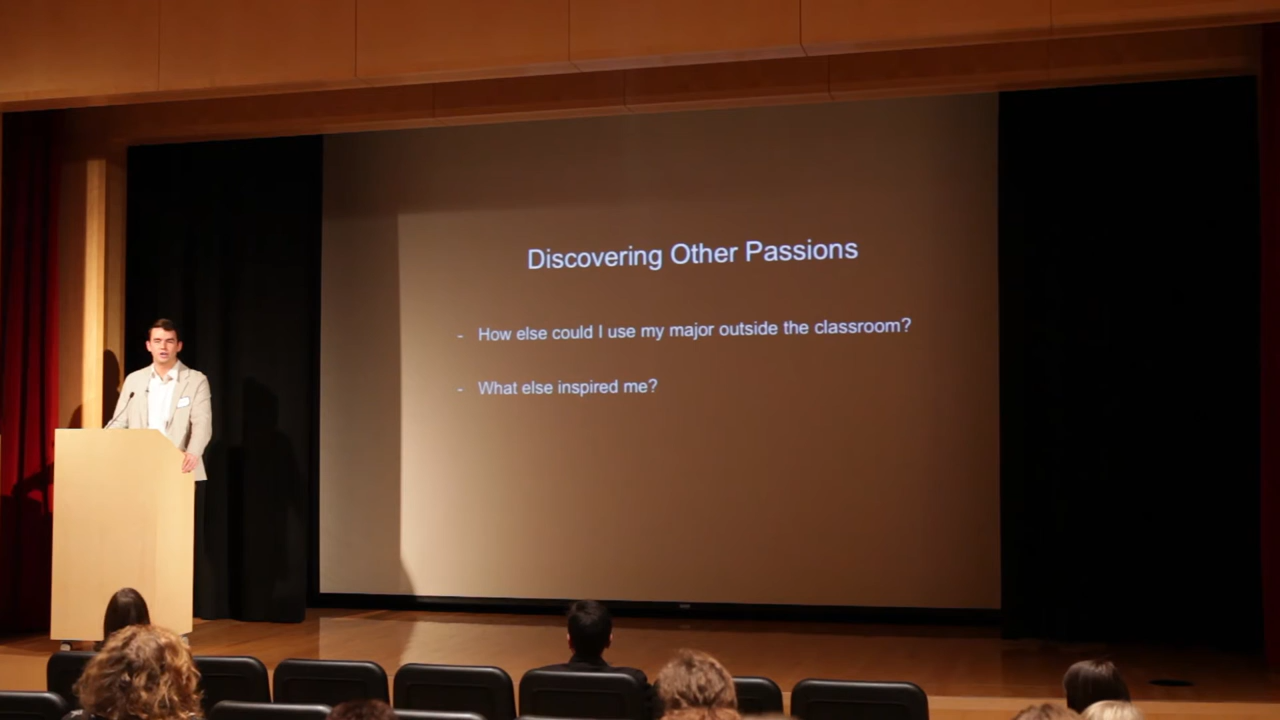 Discovering Other Passions
- How else could I use my major outside the classroom?
- What else inspired me?